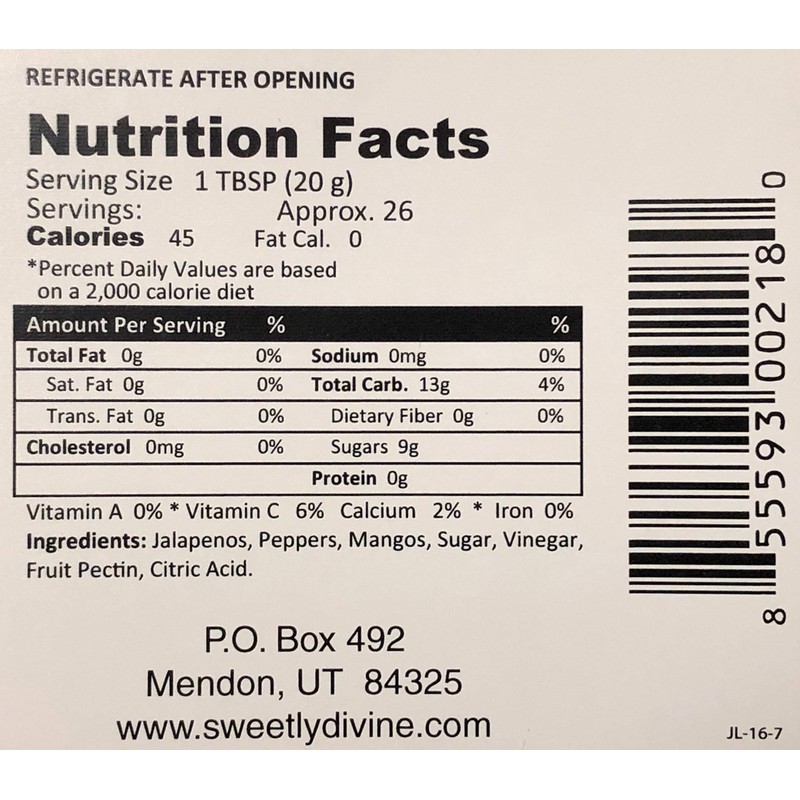 REFRIGERATE AFTER OPENING
Nutrition Facts
Serving Size 1 TBSP (20 g)
Servings: Approx. 26
Calories 45 Fat Cal. 0
*Percent Daily Values are based
on a 2,000 calorie diet
Amount Per Serving % %
Total Fat 0g 0% Sodium 0mg 0%
Sat. Fat 0g 0% Total Carb. 13g 4%
Trans. Fat 0g 0% Dietary Fiber 0g 0%
Cholesterol 0mg 0% Sugars 9g
Protein 0g
Vitamin A 0% * Vitamin C 6% Calcium 2% * Iron 0%
Ingredients: Jalapenos, Peppers, Mangos, Sugar, Vinegar,
Fruit Pectin, Citric Acid.
P.O. Box 492
Mendon, UT 84325
www.sweetlydivine.com
8 55593 00218 0
JL-16-7